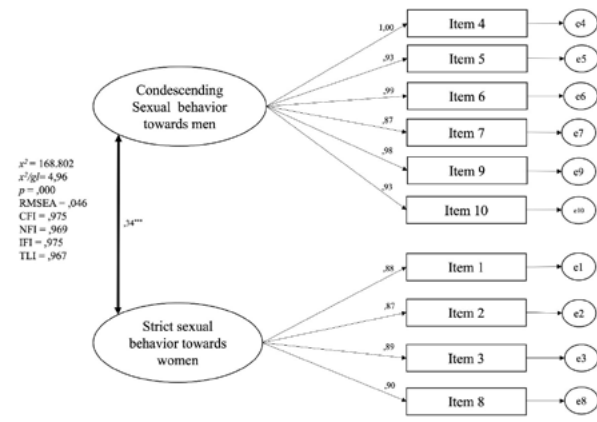 Condescending
Sexual behavior
towards men
1,00
,93
,99
,87
,98
,93
Item 4
e4
Item 5
e5
Item 6
e6
Item 7
e7
Item 9
e9
Item 10
e10
x² = 168.802
x²/gl= 4,96
p = ,000
RMSEA = ,046
CFI = ,975
NFI = ,969
IFI = ,975
TLI = ,967
,34***
Strict sexual
behavior towards
women
,88
,87
,89
,90
Item 1
e1
Item 2
e2
Item 3
e3
Item 8
e8